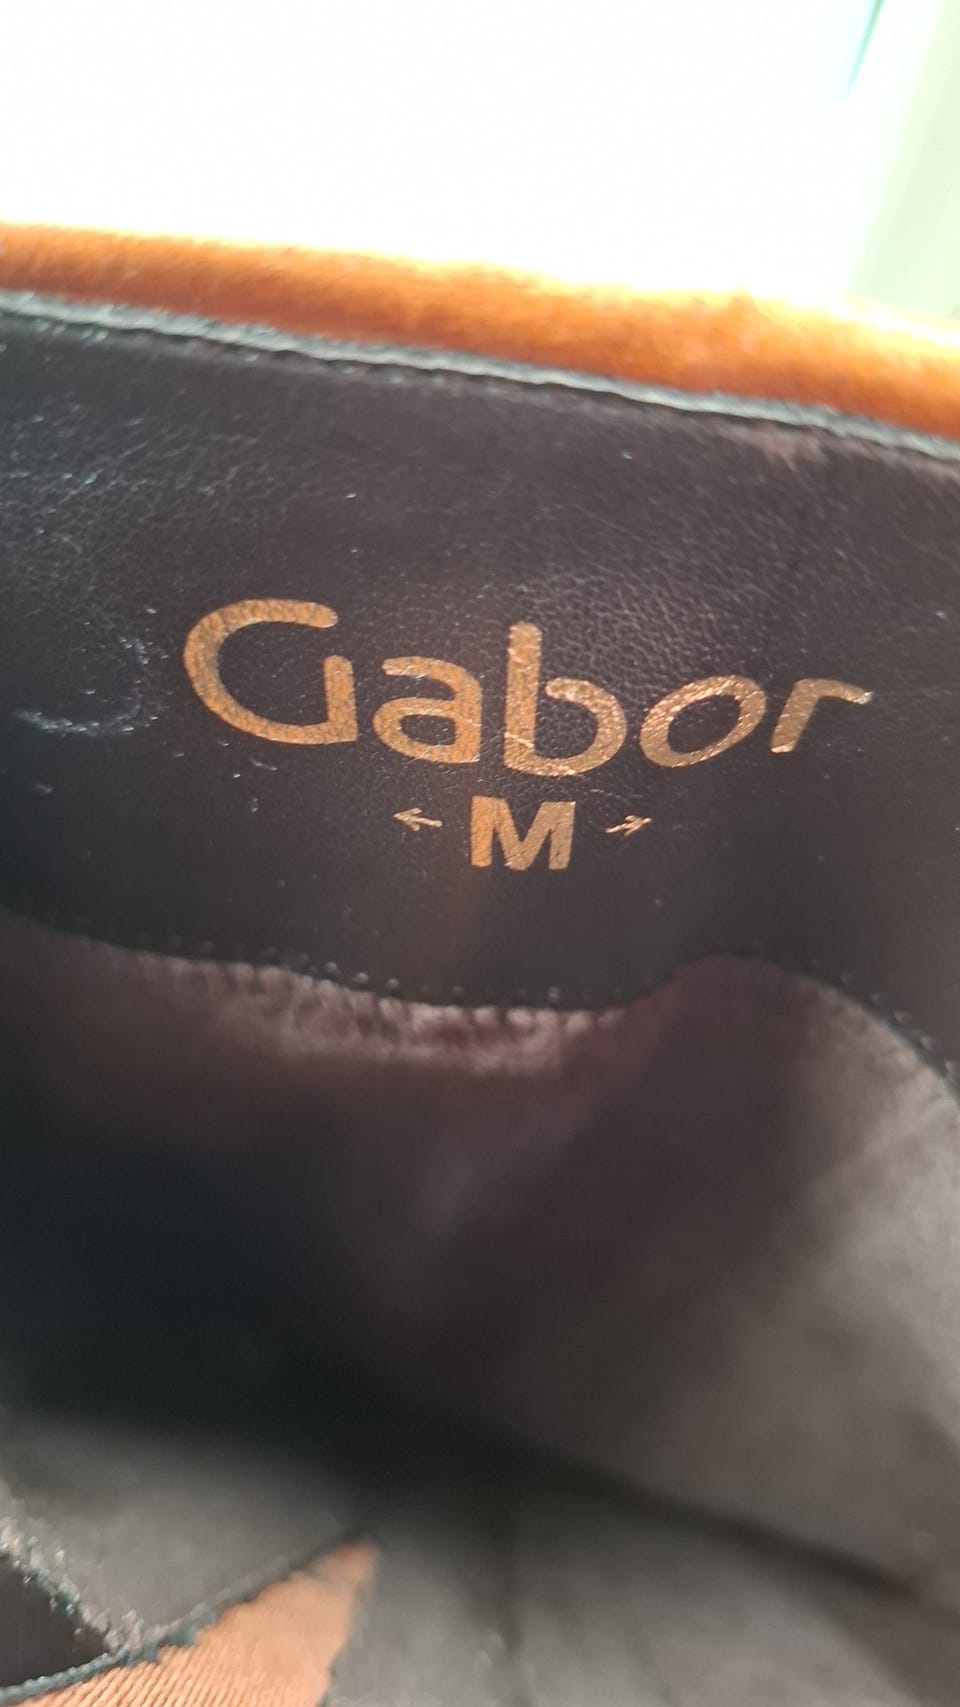 Gabor
← M →